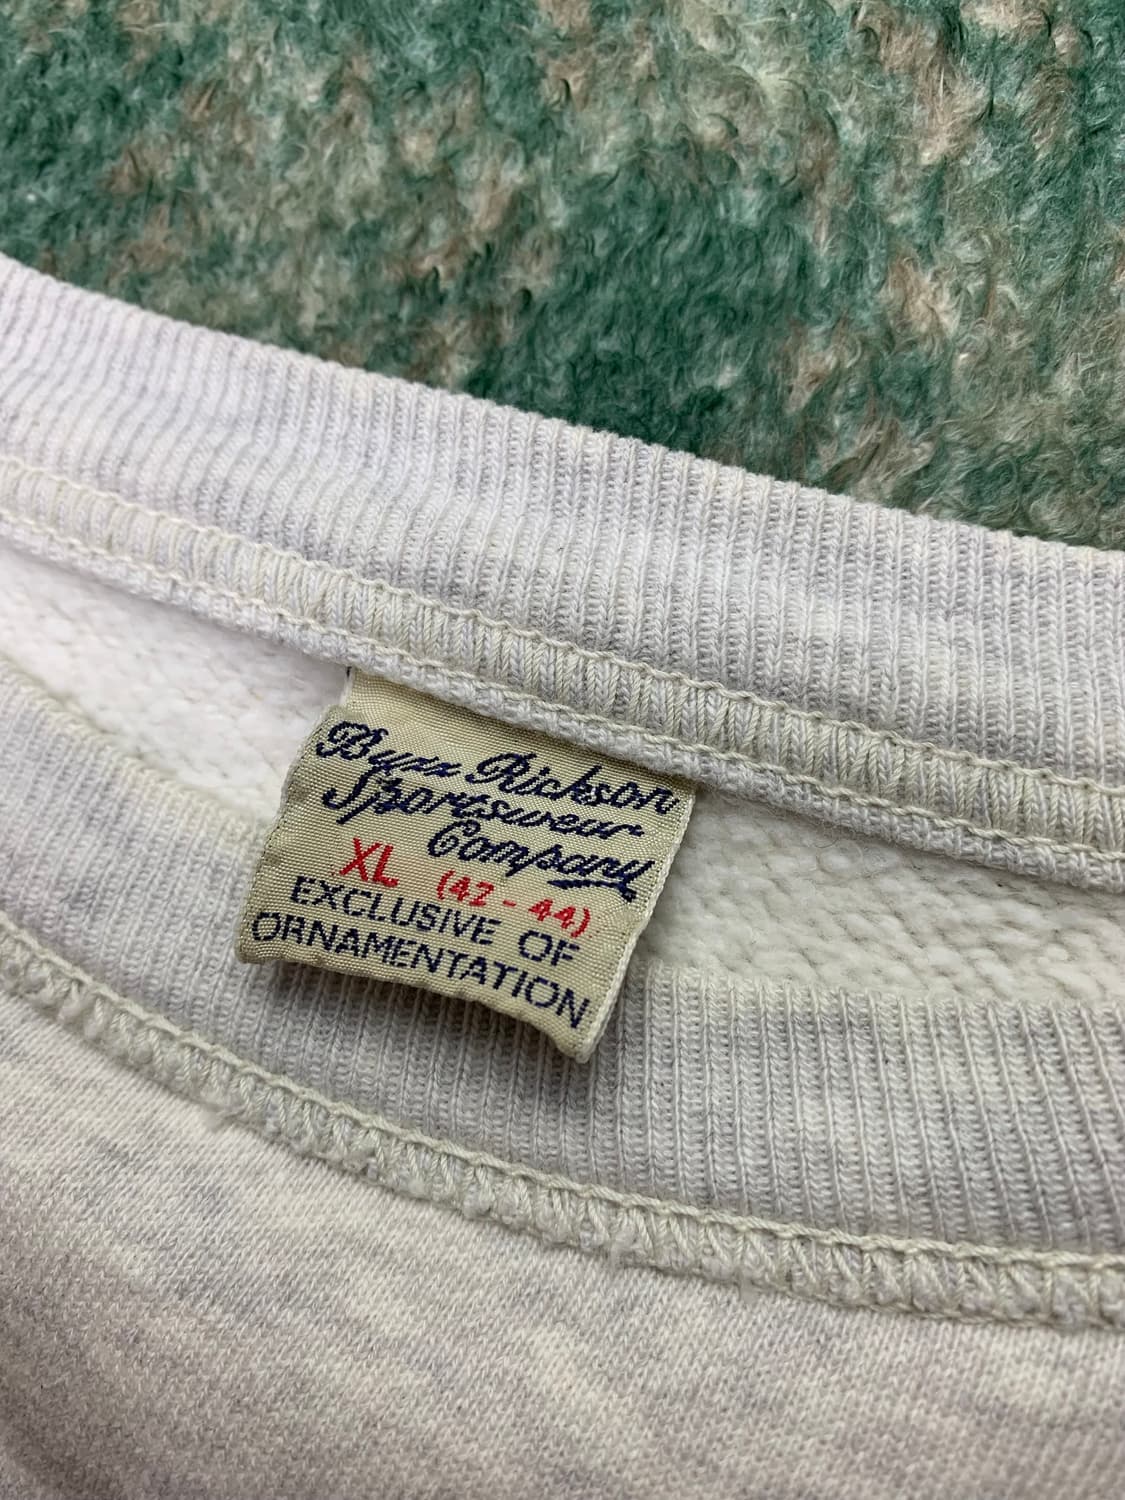 Buzz Rickson
Sportswear
Company
XL (42 - 44)
EXCLUSIVE OF
ORNAMENTATION